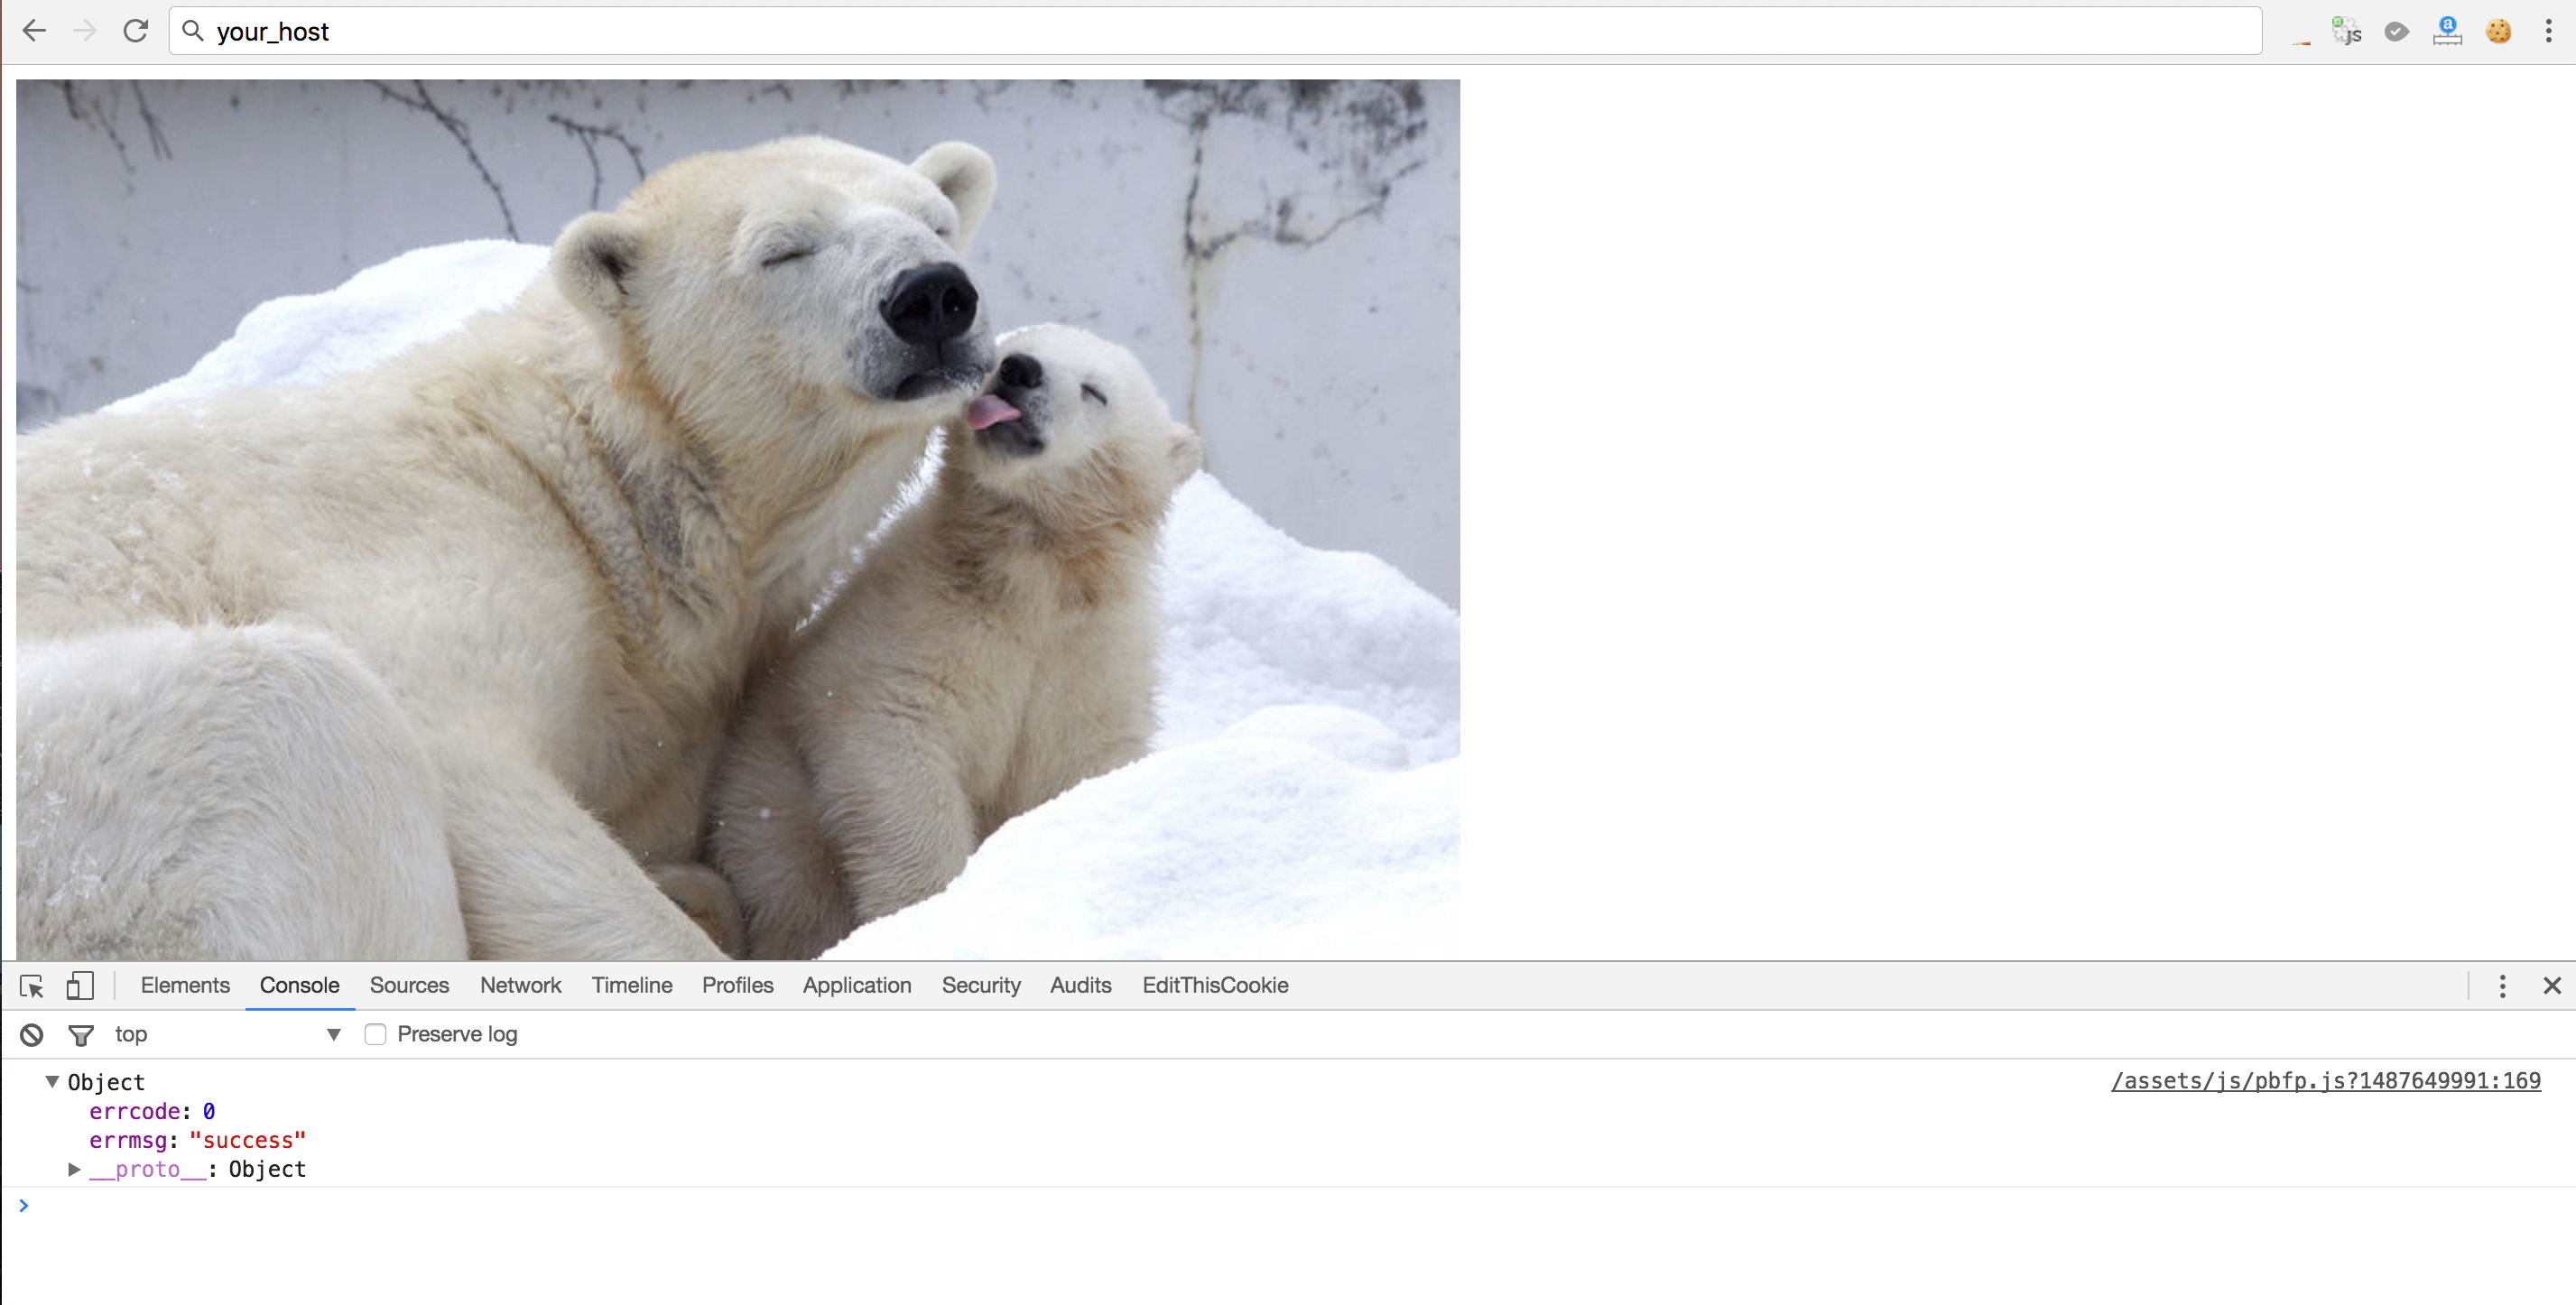 your_host
js
a
Elements Console Sources Network Timeline Profiles Application Security Audits EditThisCookie
top Preserve log
Object /assets/js/pbfp.js?1487649991:169
errcode: 0
errmsg: "success"
__proto__: Object